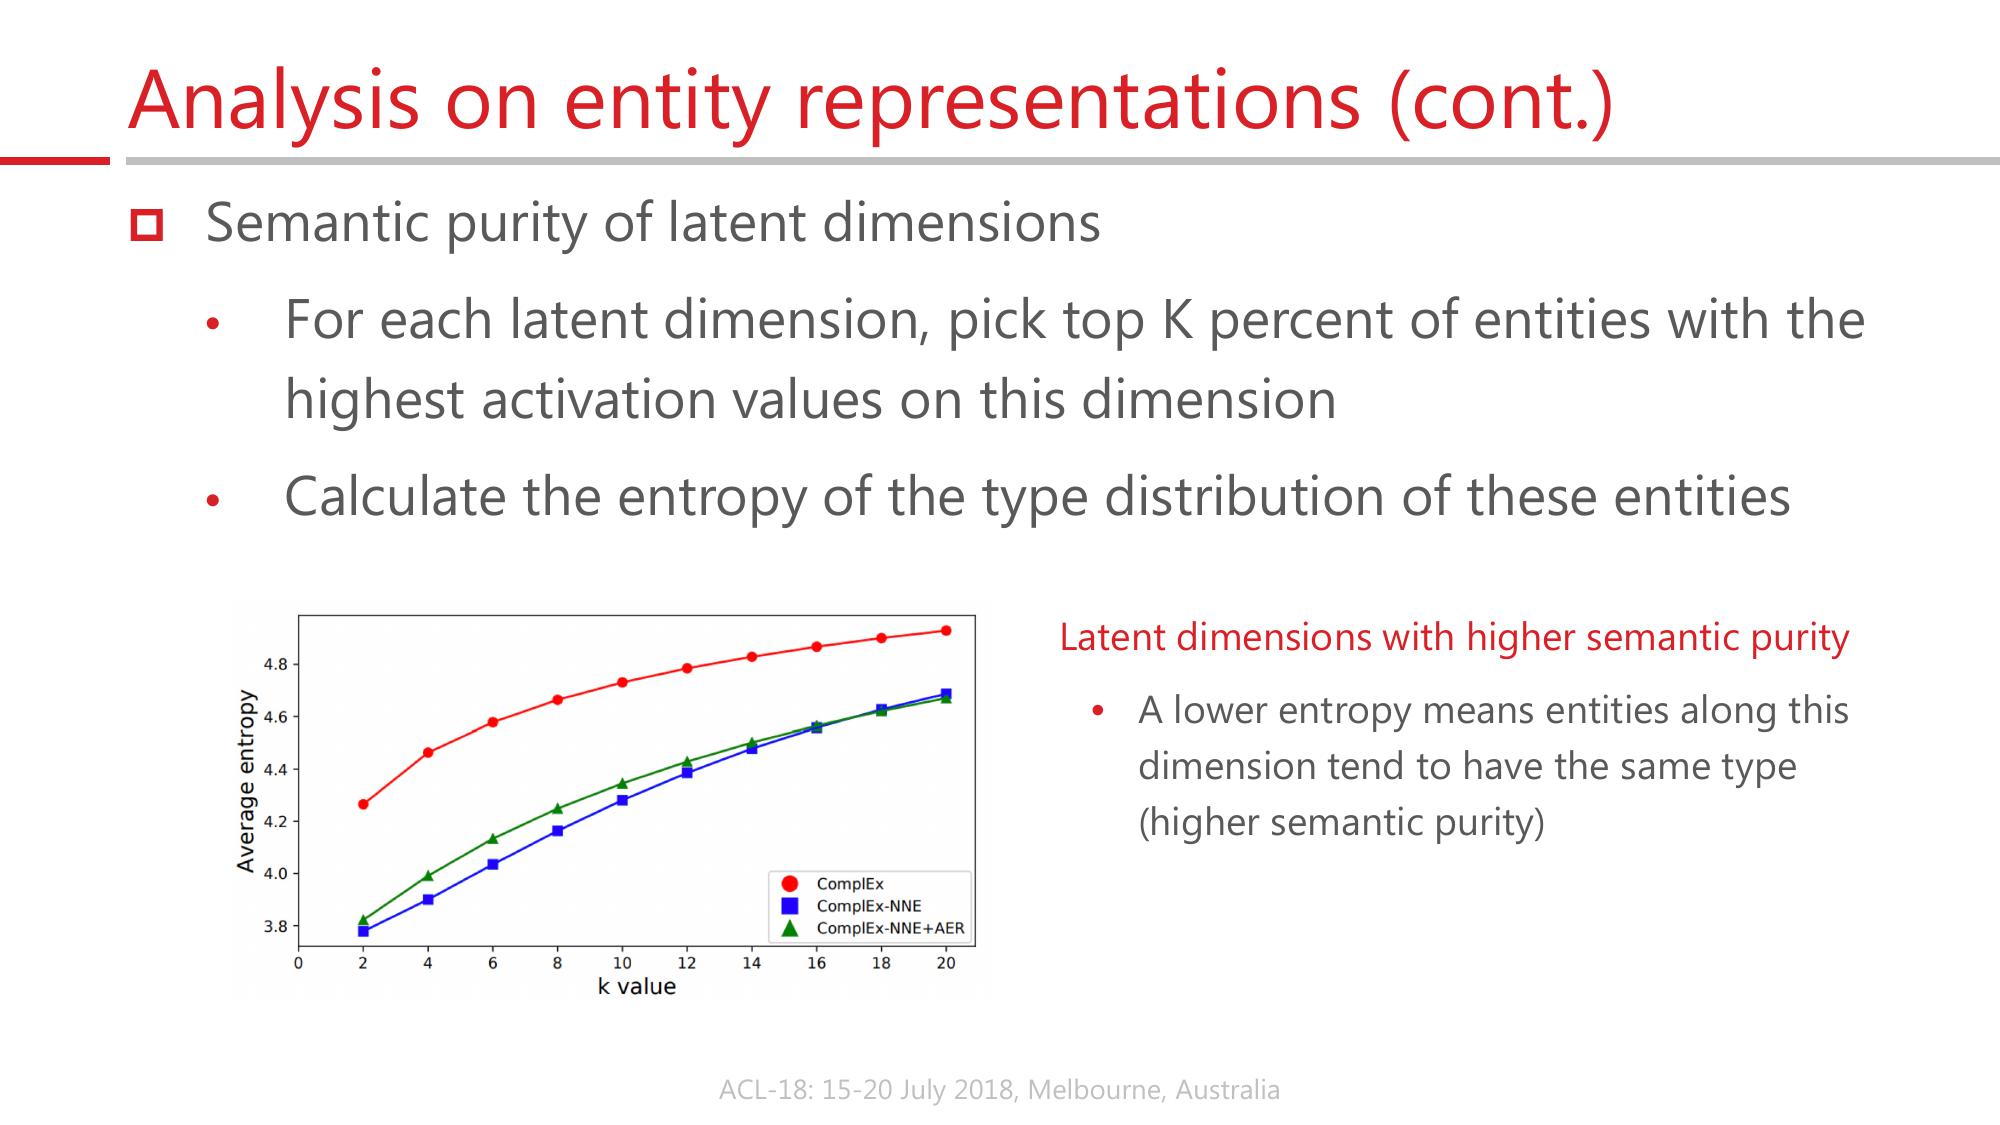 Analysis on entity representations (cont.)
Semantic purity of latent dimensions
• For each latent dimension, pick top K percent of entities with the
highest activation values on this dimension
• Calculate the entropy of the type distribution of these entities
4.8
4.6
4.4
4.2
4.0
3.8
Average entropy
ComplEx
ComplEx-NNE
ComplEx-NNE+AER
0 2 4 6 8 10 12 14 16 18 20
k value
Latent dimensions with higher semantic purity
• A lower entropy means entities along this
dimension tend to have the same type
(higher semantic purity)
ACL-18: 15-20 July 2018, Melbourne, Australia